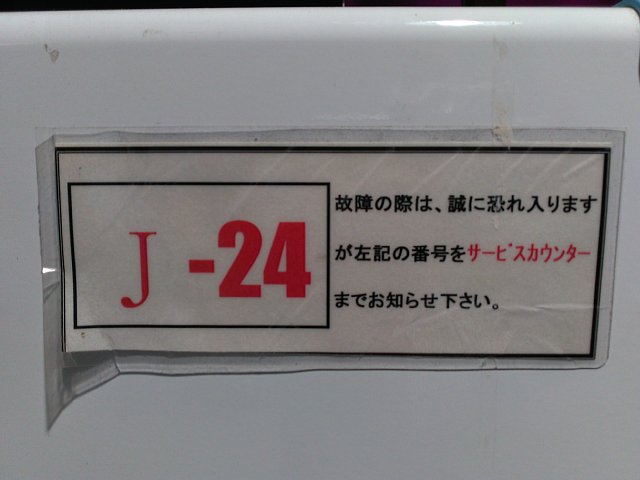 J -24
故障の際は、誠に恐れ入ります
が左記の番号をｻｰﾋﾞｽｶｳﾝﾀｰ
までお知らせ下さい。